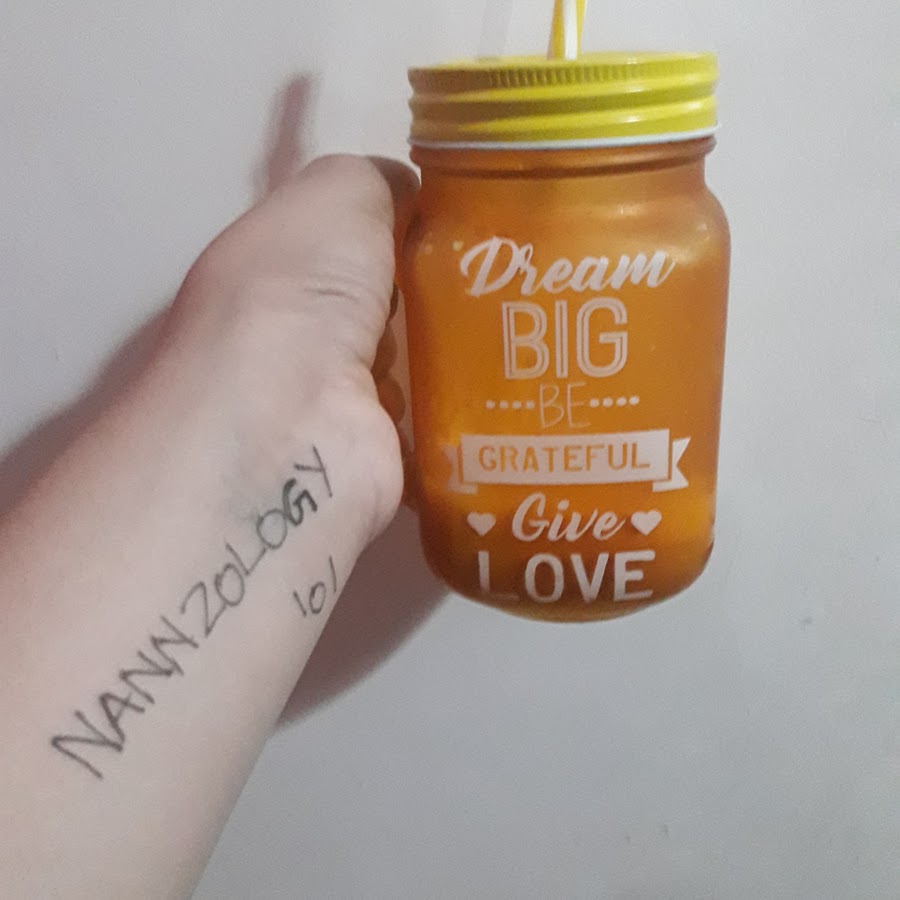 Dream
BIG
BE
GRATEFUL
Give
LOVE
NANNZOLOGY
101